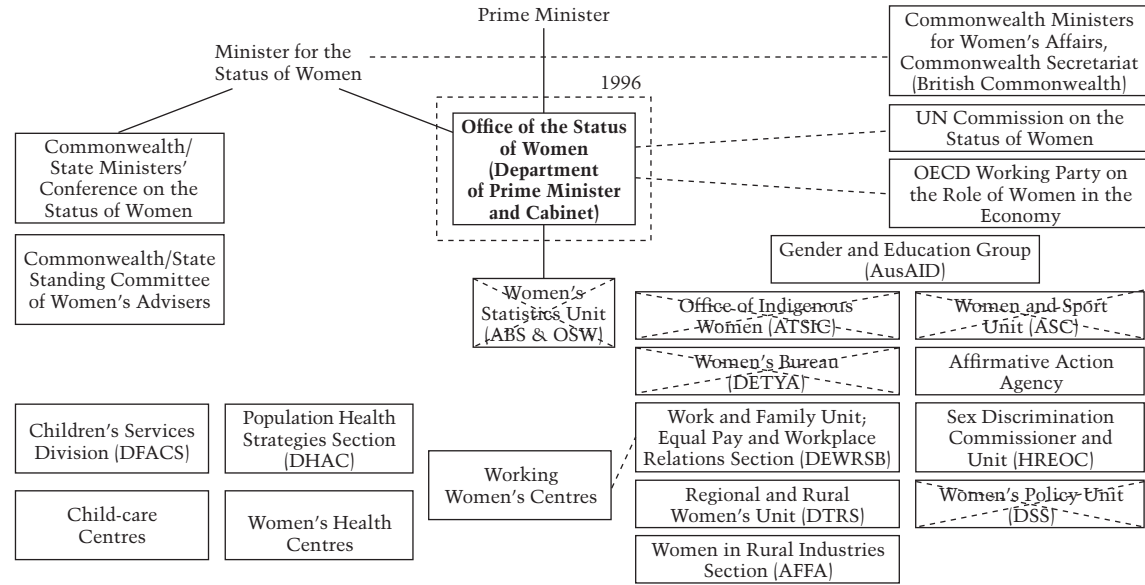 Prime Minister
Minister for the
Status of Women
Commonwealth Ministers
for Women's Affairs,
Commonwealth Secretariat
(British Commonwealth)
1996
Office of the Status
of Women
(Department
of Prime Minister
and Cabinet)
UN Commission on the
Status of Women
OECD Working Party on
the Role of Women in the
Economy
Commonwealth/
State Ministers'
Conference on the
Status of Women
Commonwealth/State
Standing Committee
of Women's Advisers
Gender and Education Group
(AusAID)
Women's
Statistics Unit
(ABS & OSW)
Office of Indigenous
Women (ATSIC)
Women and Sport
Unit (ASC)
Women's Bureau
(DETYA)
Affirmative Action
Agency
Children's Services
Division (DFACS)
Population Health
Strategies Section
(DHAC)
Working
Women's Centres
Work and Family Unit;
Equal Pay and Workplace
Relations Section (DEWRSB)
Sex Discrimination
Commissioner and
Unit (HREOC)
Child-care
Centres
Women's Health
Centres
Regional and Rural
Women's Unit (DTRS)
Women's Policy Unit
(DSS)
Women in Rural Industries
Section (AFFA)